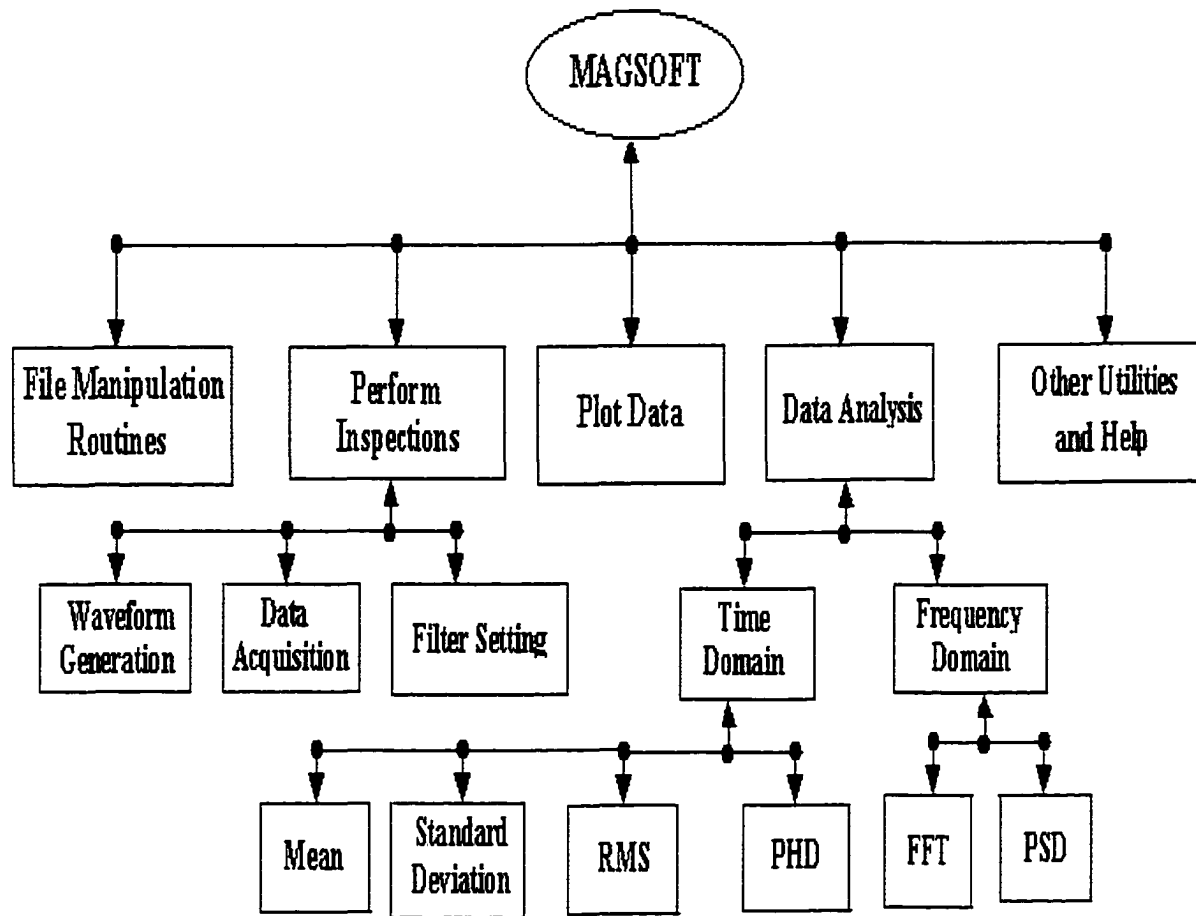 MAGSOFT
File Manipulation
Routines
Perform
Inspections
Plot Data
Data Analysis
Other Utilities
and Help
Waveform
Generation
Data
Acquisition
Filter Setting
Time
Domain
Frequency
Domain
Mean
Standard
Deviation
RMS
PHD
FFT
PSD